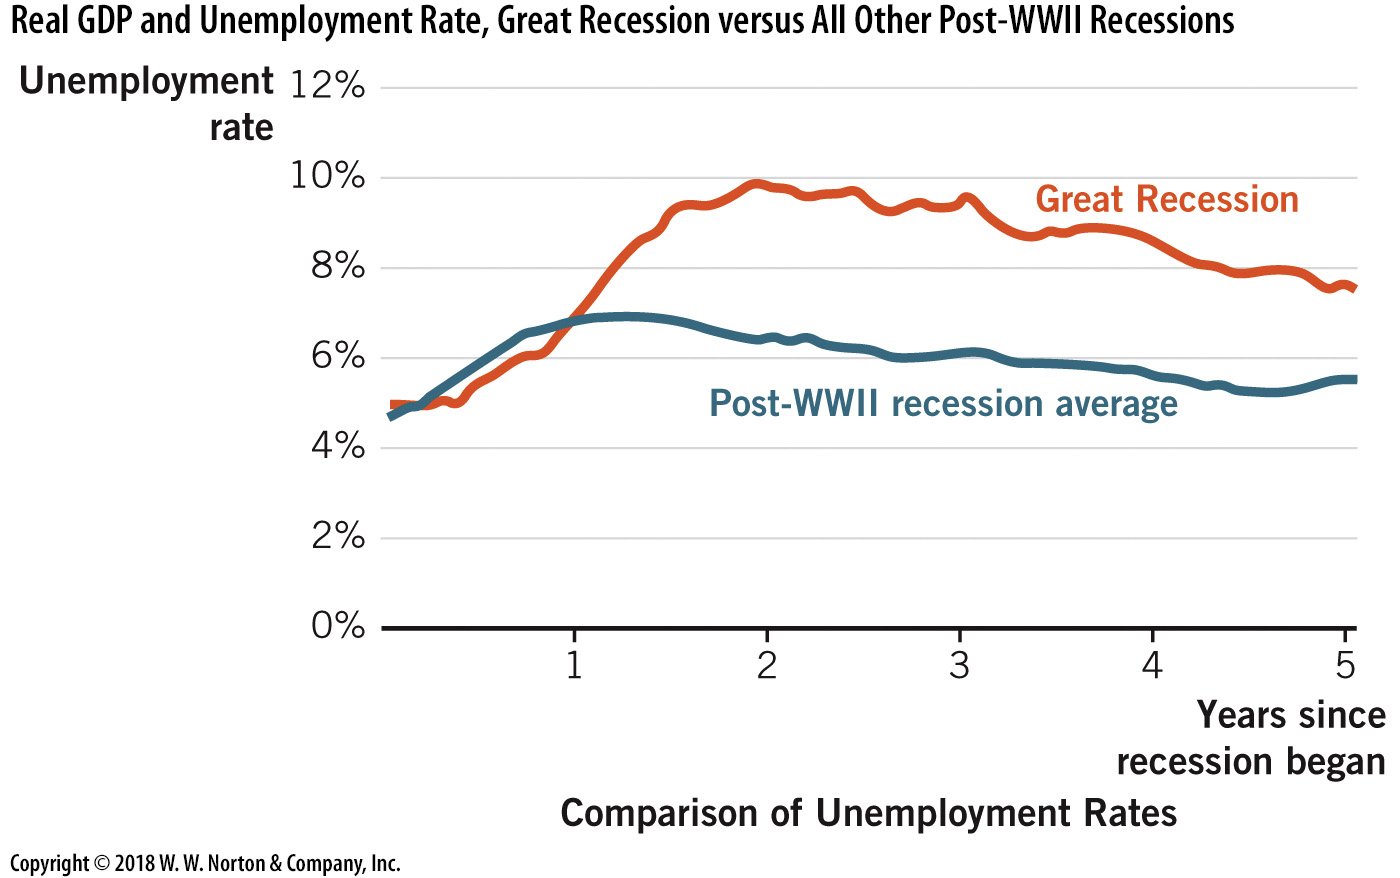 Real GDP and Unemployment Rate, Great Recession versus All Other Post-WWII Recessions
Unemployment
rate
12%
10%
8%
6%
4%
2%
0%
Great Recession
Post-WWII recession average
1 2 3 4 5
Years since
recession began
Comparison of Unemployment Rates
Copyright © 2018 W. W. Norton & Company, Inc.